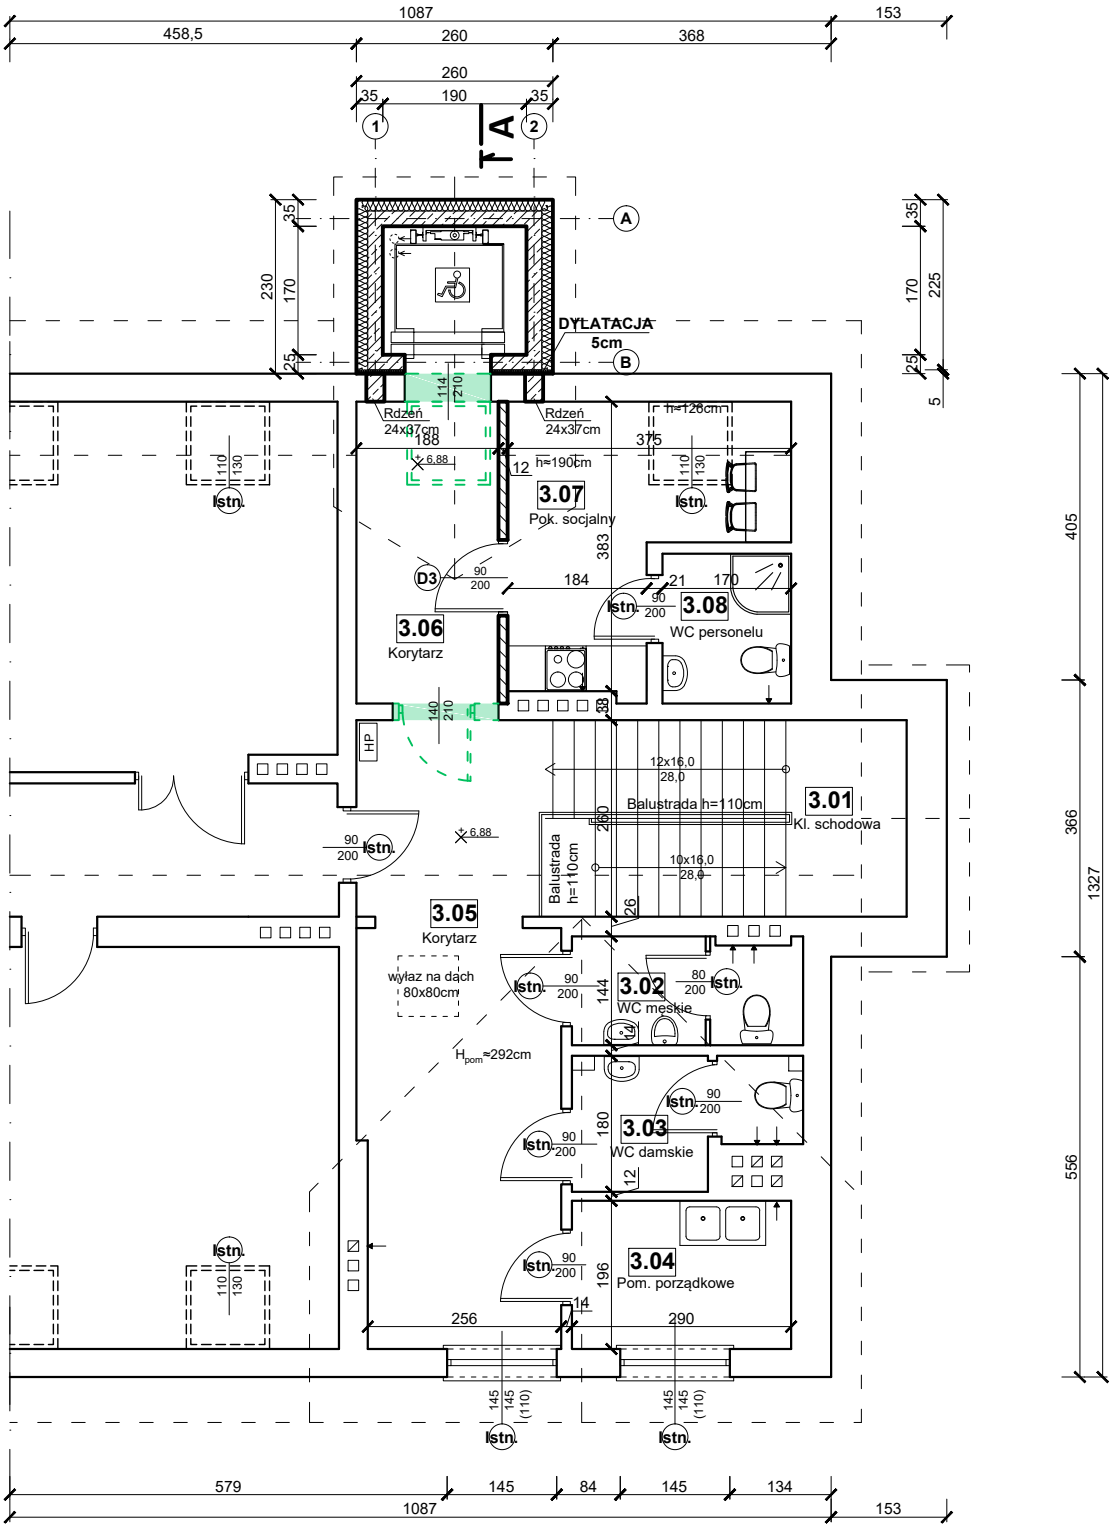 1087
153
458,5
260
368
260
35
190
35
1
2
A
A
35
170
25
230
35
170
25
225
5
DYLATACJA
5cm
B
114
210
Rdzeń
24x37cm
Rdzeń
24x37cm
h≈126cm
188
375
6,88
h≈190cm
12
110
130
Istn.
110
130
Istn.
3.07
Pok. socjalny
383
405
D3
90
200
184
21
170
Istn.
90
200
3.08
WC personelu
3.06
Korytarz
140
210
38
HP
12x16,0
28,0
Balustrada h=110cm
3.01
Kl. schodowa
260
366
1327
6,88
90
200
Istn.
Balustrada
h=110cm
10x16,0
28,0
26
3.05
Korytarz
wyłaz na dach
80x80cm
Istn.
90
200
144
3.02
WC męskie
80
200
Istn.
14
Hpom≈292cm
Istn.
90
200
Istn.
90
200
180
3.03
WC damskie
12
556
Istn.
110
130
Istn.
90
200
196
3.04
Pom. porządkowe
256
14
290
145
145
(110)
Istn.
145
145
(110)
Istn.
579
145
84
145
134
1087
153